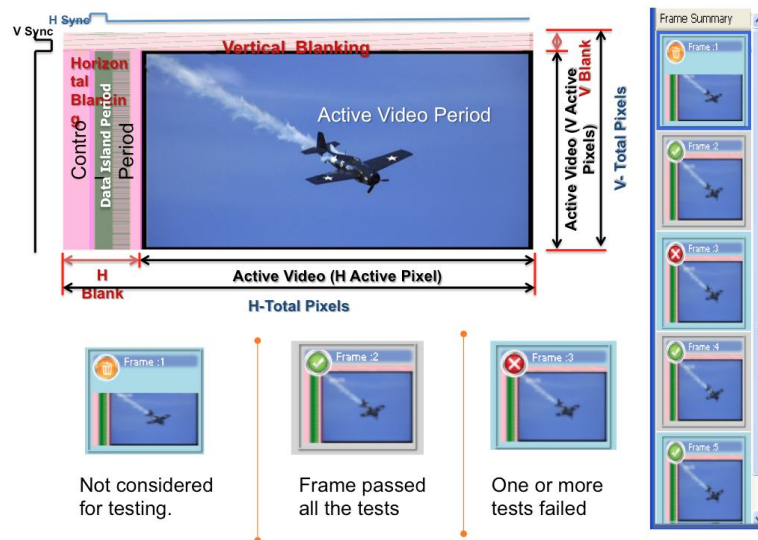 H Sync
V Sync
Vertical Blanking
Horizon
tal
Blankin
g
Contro
l
Period
Data Island Period
Active Video Period
V Blank
Active Video (V Active
Pixels)
V- Total Pixels
H
Blank
Active Video (H Active Pixel)
H-Total Pixels
Frame :1
Not considered
for testing.
Frame :2
Frame passed
all the tests
Frame :3
One or more
tests failed
Frame Summary
Frame :1
Frame :2
Frame :3
Frame :4
Frame :5